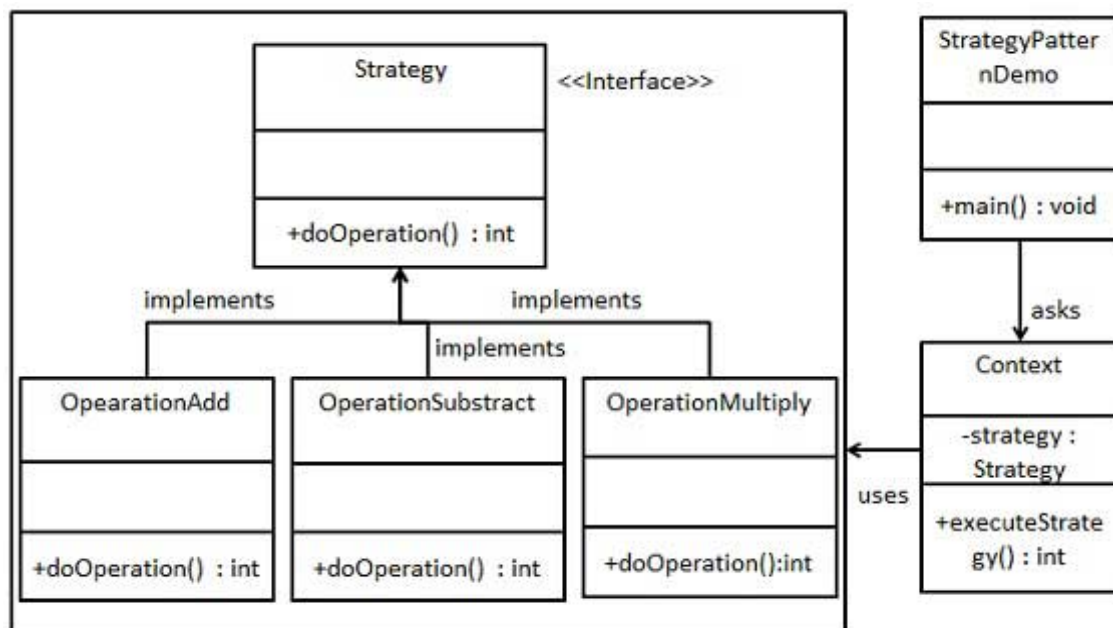 Strategy
<<Interface>>
+doOperation() : int
implements
implements
implements
OpearationAdd
+doOperation() : int
OperationSubstract
+doOperation() : int
OperationMultiply
+doOperation():int
StrategyPatter
nDemo
+main() : void
asks
Context
-strategy :
Strategy
+executeStrate
gy() : int
uses